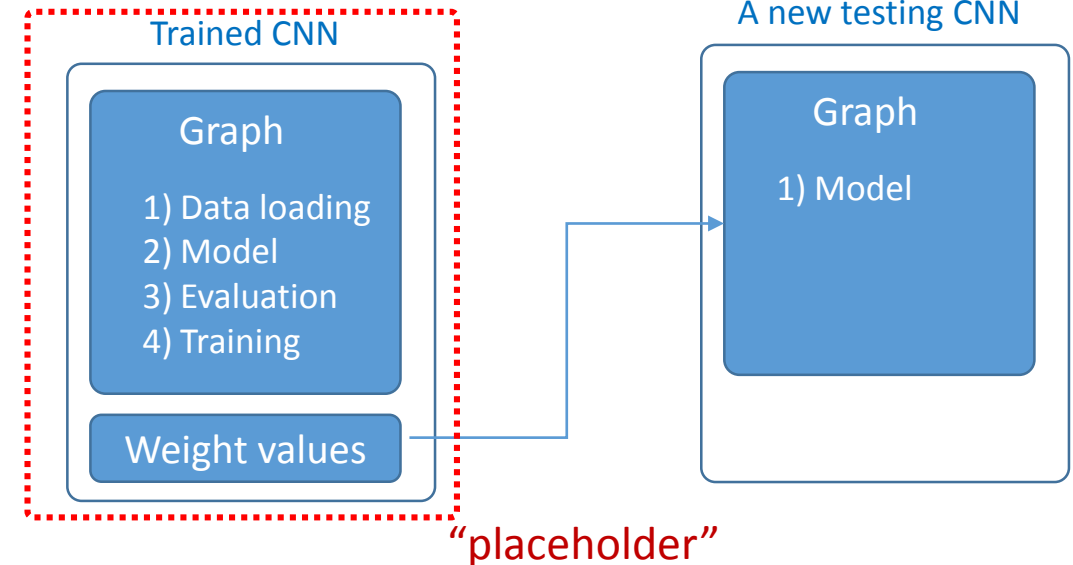 Trained CNN
Graph
1) Data loading
2) Model
3) Evaluation
4) Training
Weight values
A new testing CNN
Graph
1) Model
“placeholder”